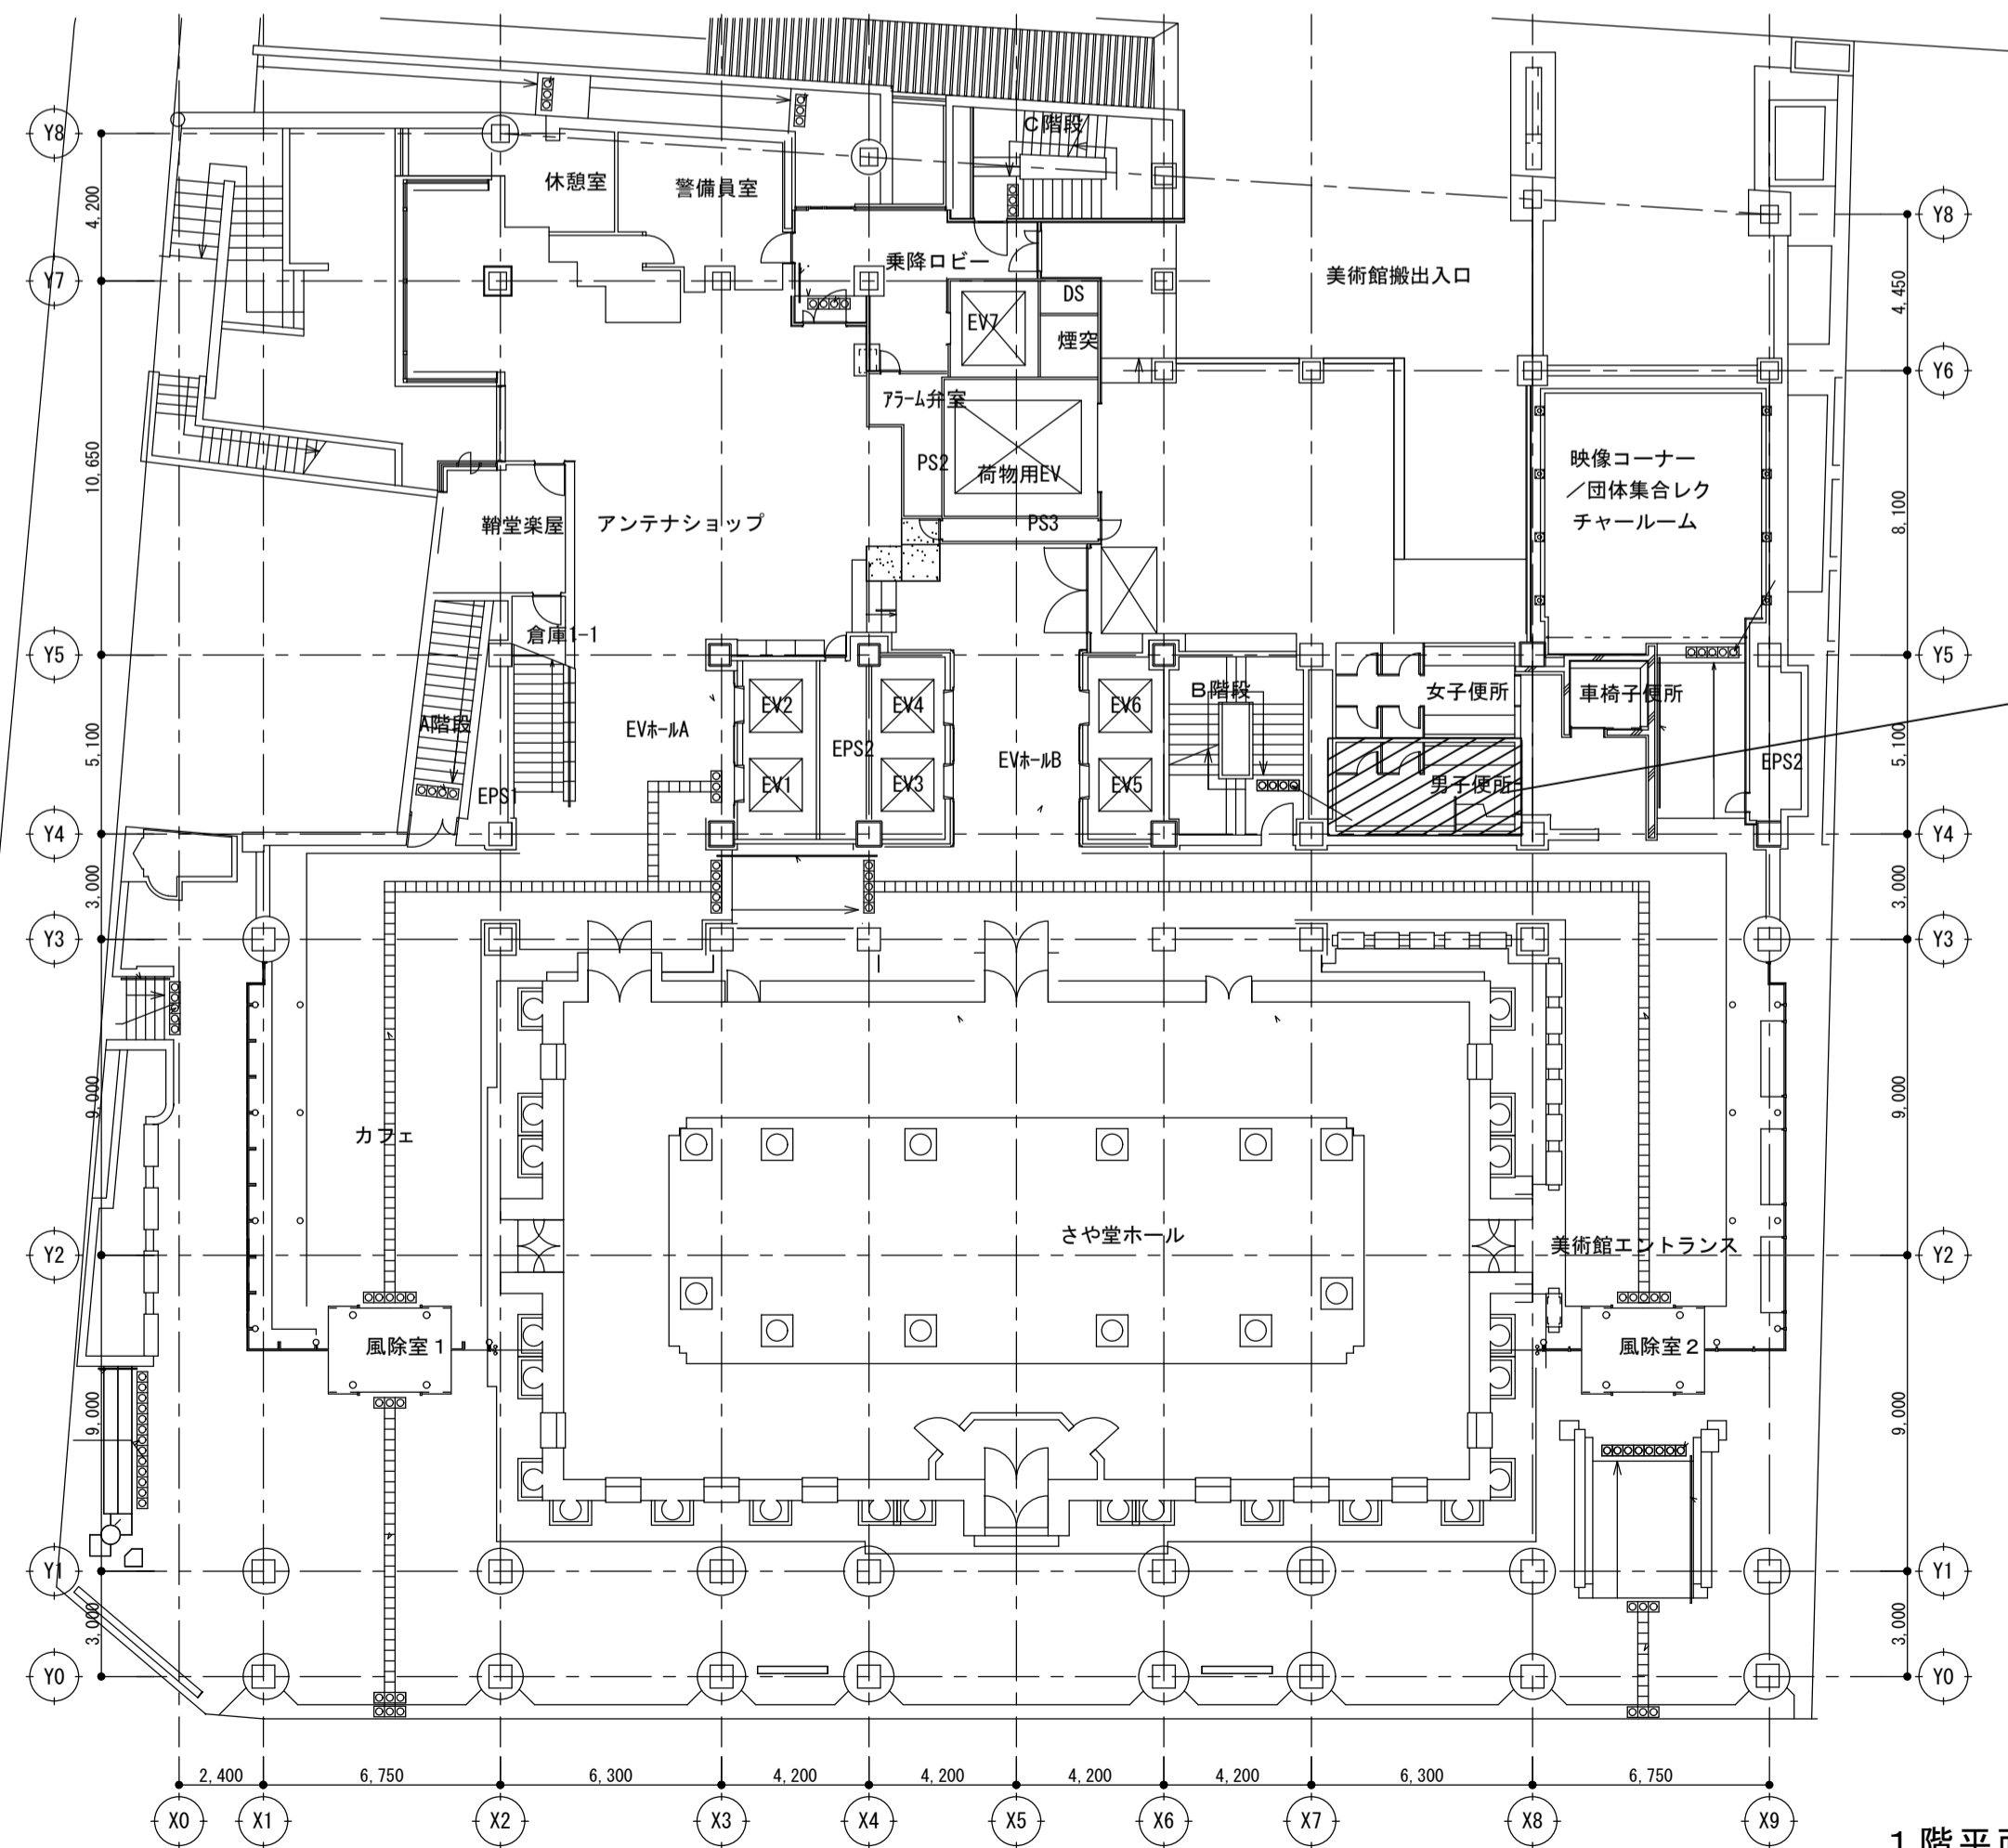 C階段
Y8
休憩室
警備員室
4,200
Y8
乗降ロビー
美術館搬出入口
Y7
DS
4,450
EV7
煙突
Y6
アラーム弁室
10,650
PS2
荷物用EV
映像コーナー
／団体集合レク
チャールーム
8,100
鞘堂楽屋
アンテナショップ
PS3
倉庫1-1
Y5
Y5
A階段
EVホールA
EV2
EV4
EV6
B階段
女子便所
車椅子便所
5,100
EPS2
EVホールB
5,100
EPS1
EV1
EV3
EV5
男子便所
EPS2
Y4
Y4
3,000
3,000
Y3
Y3
9,000
9,000
カフェ
さや堂ホール
美術館エントランス
Y2
Y2
風除室1
風除室2
9,000
9,000
Y1
Y1
3,000
3,000
Y0
Y0
2,400
6,750
6,300
4,200
4,200
4,200
4,200
6,300
6,750
X0
X1
X2
X3
X4
X5
X6
X7
X8
X9
1階平